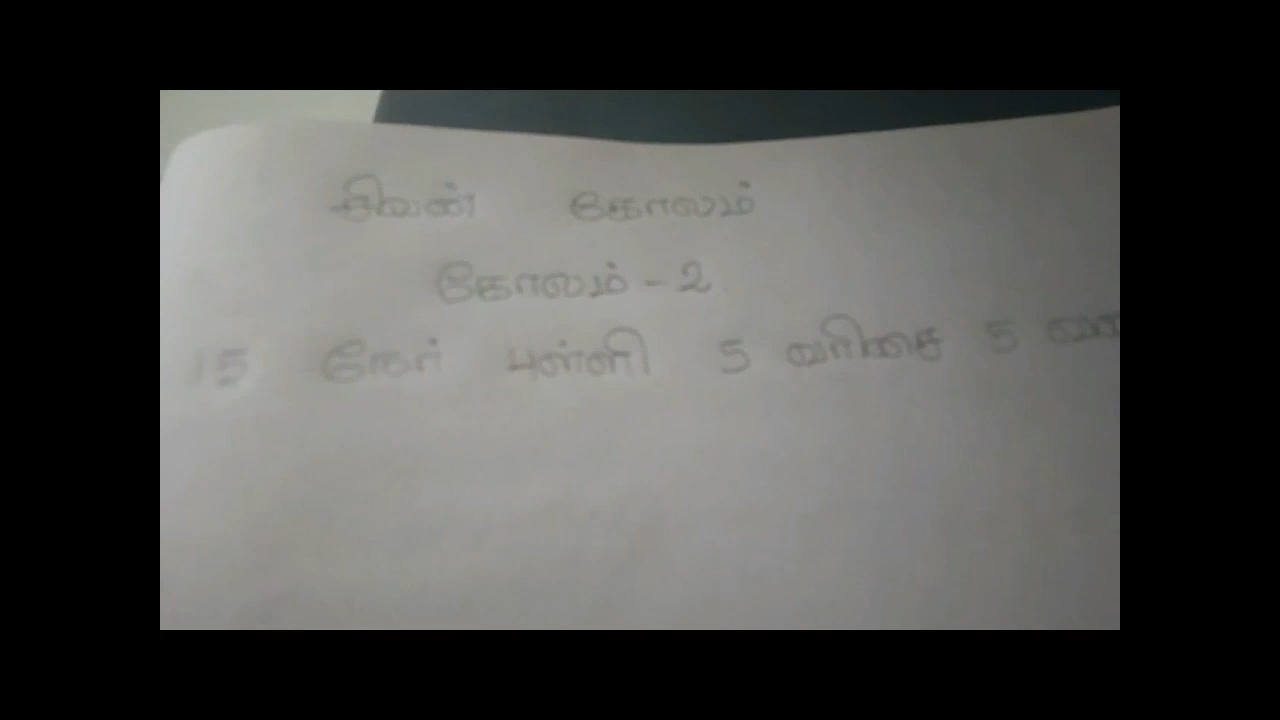 சிவன் கோலம்
கோலம் - 2
15 நேர் புள்ளி 5 வரிசை 5